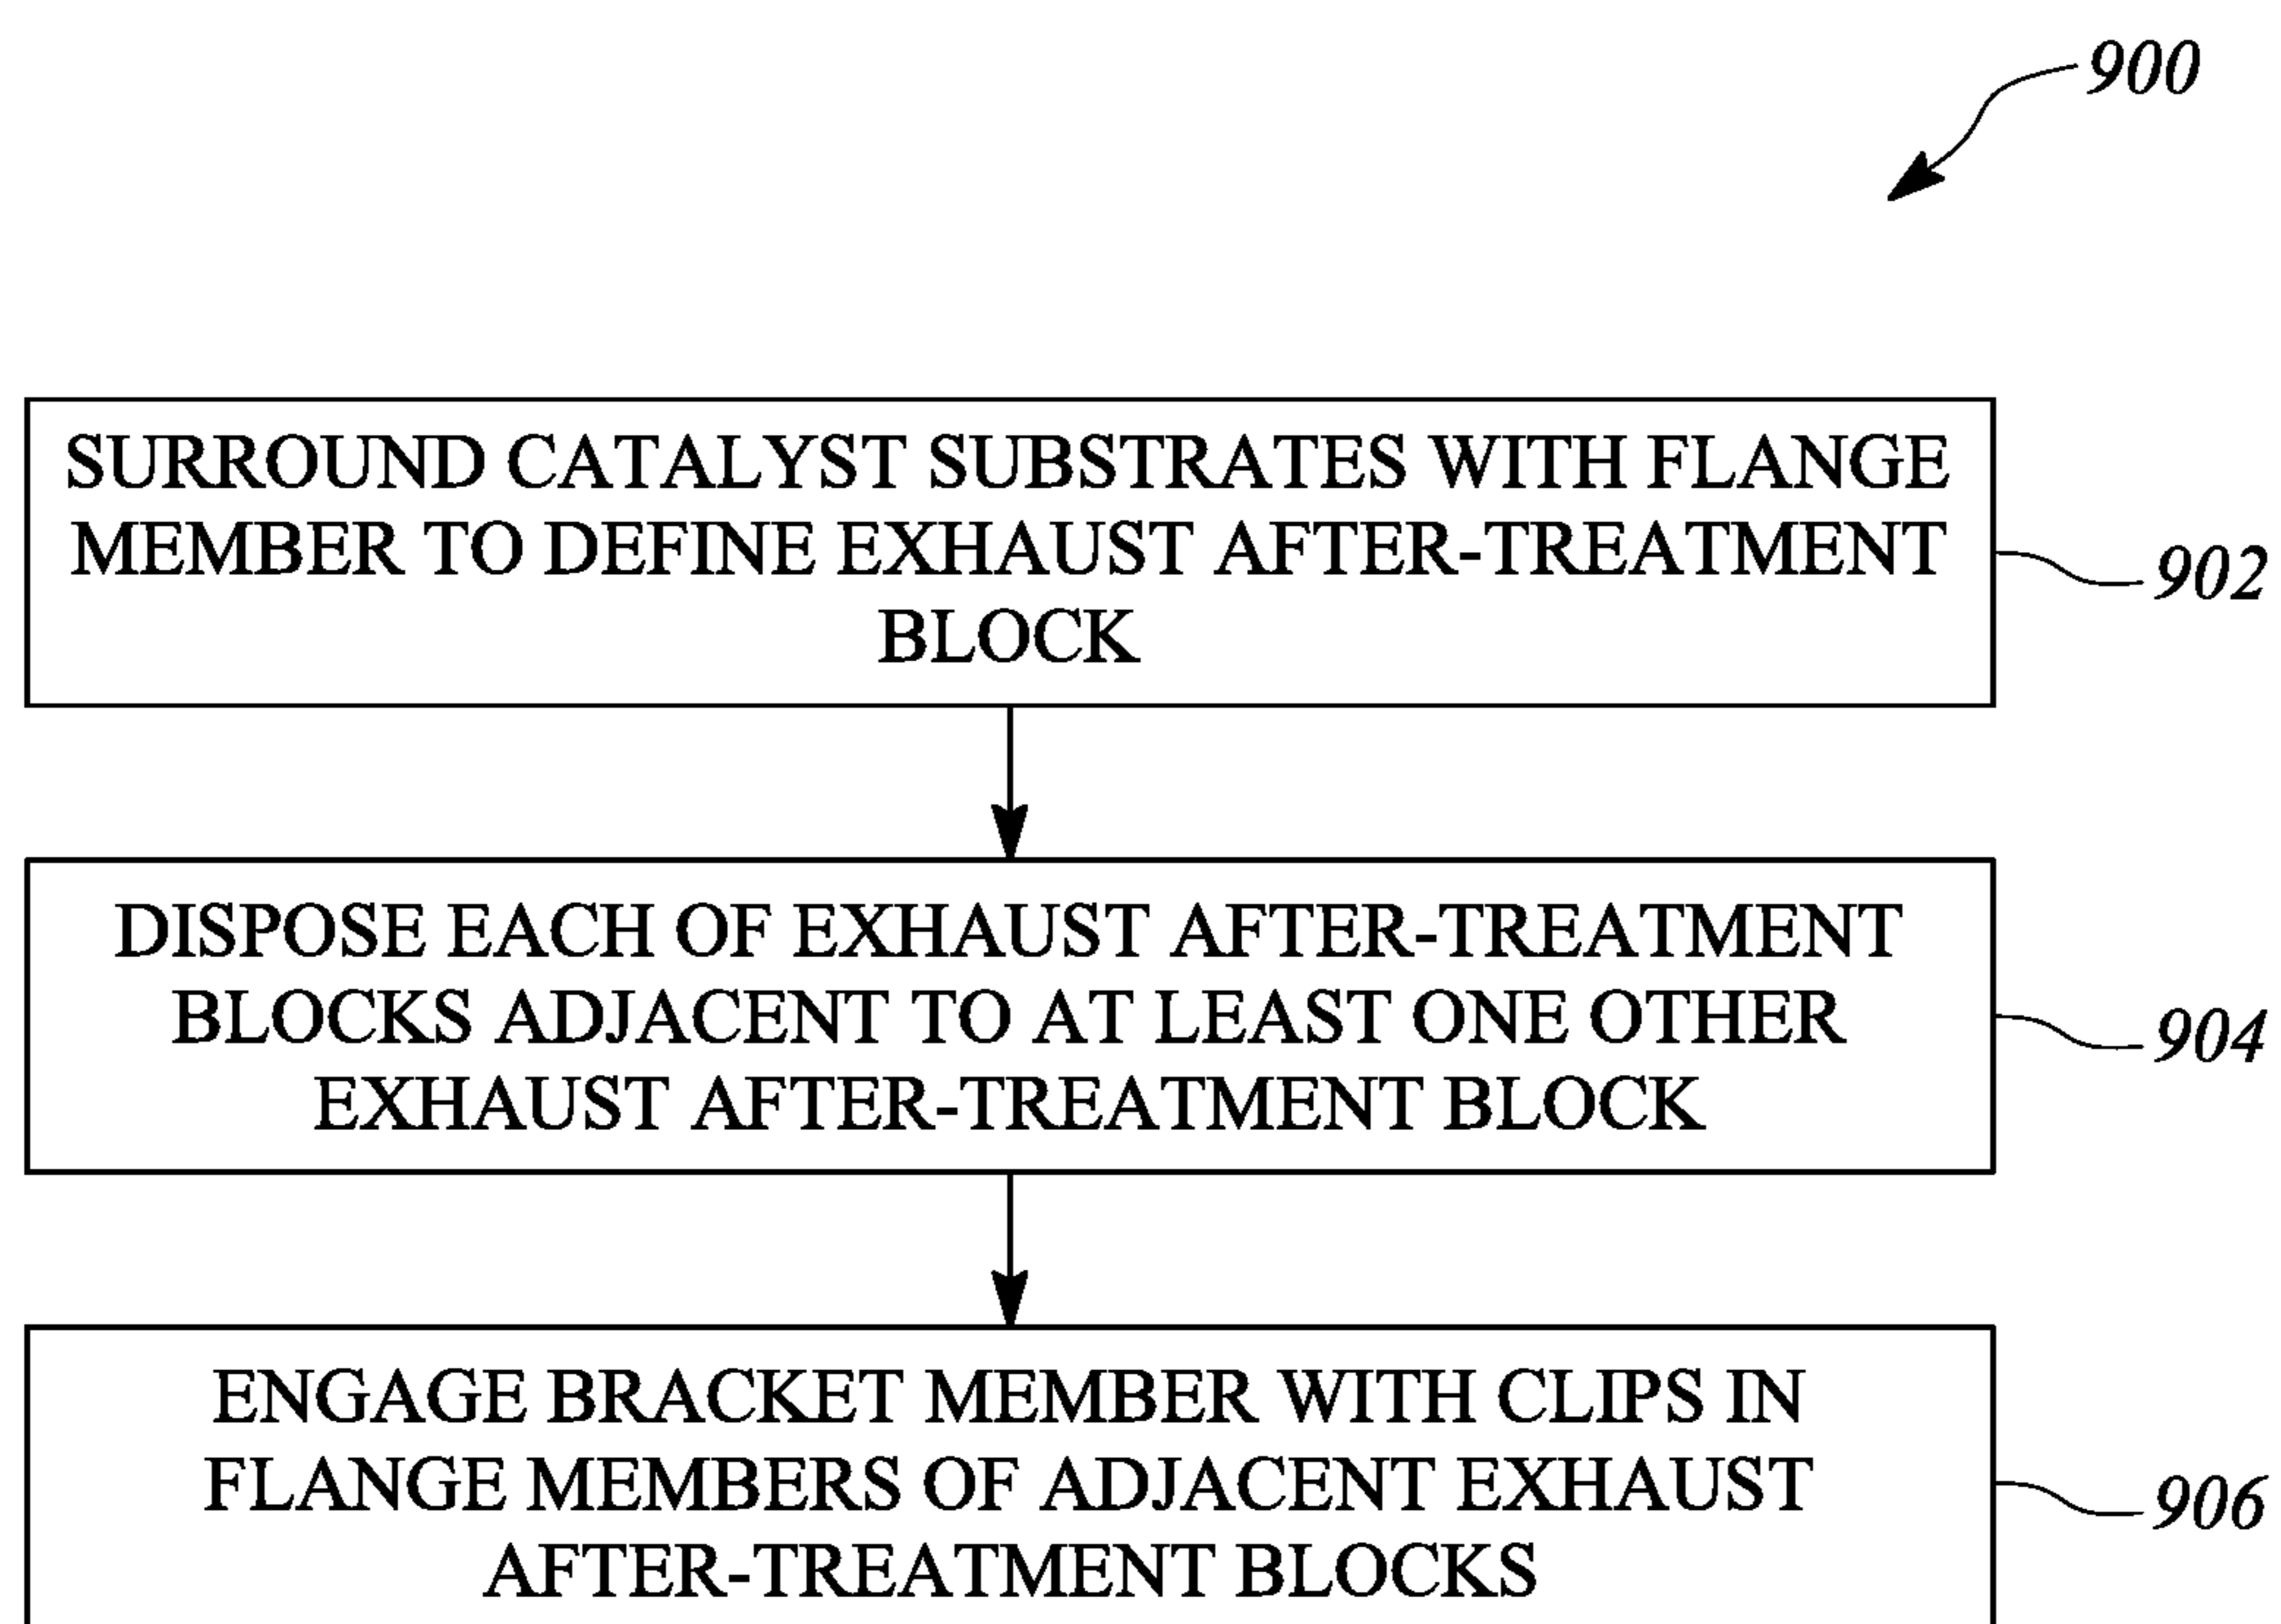 900
SURROUND CATALYST SUBSTRATES WITH FLANGE
MEMBER TO DEFINE EXHAUST AFTER-TREATMENT
BLOCK
902
DISPOSE EACH OF EXHAUST AFTER-TREATMENT
BLOCKS ADJACENT TO AT LEAST ONE OTHER
EXHAUST AFTER-TREATMENT BLOCK
904
ENGAGE BRACKET MEMBER WITH CLIPS IN
FLANGE MEMBERS OF ADJACENT EXHAUST
AFTER-TREATMENT BLOCKS
906